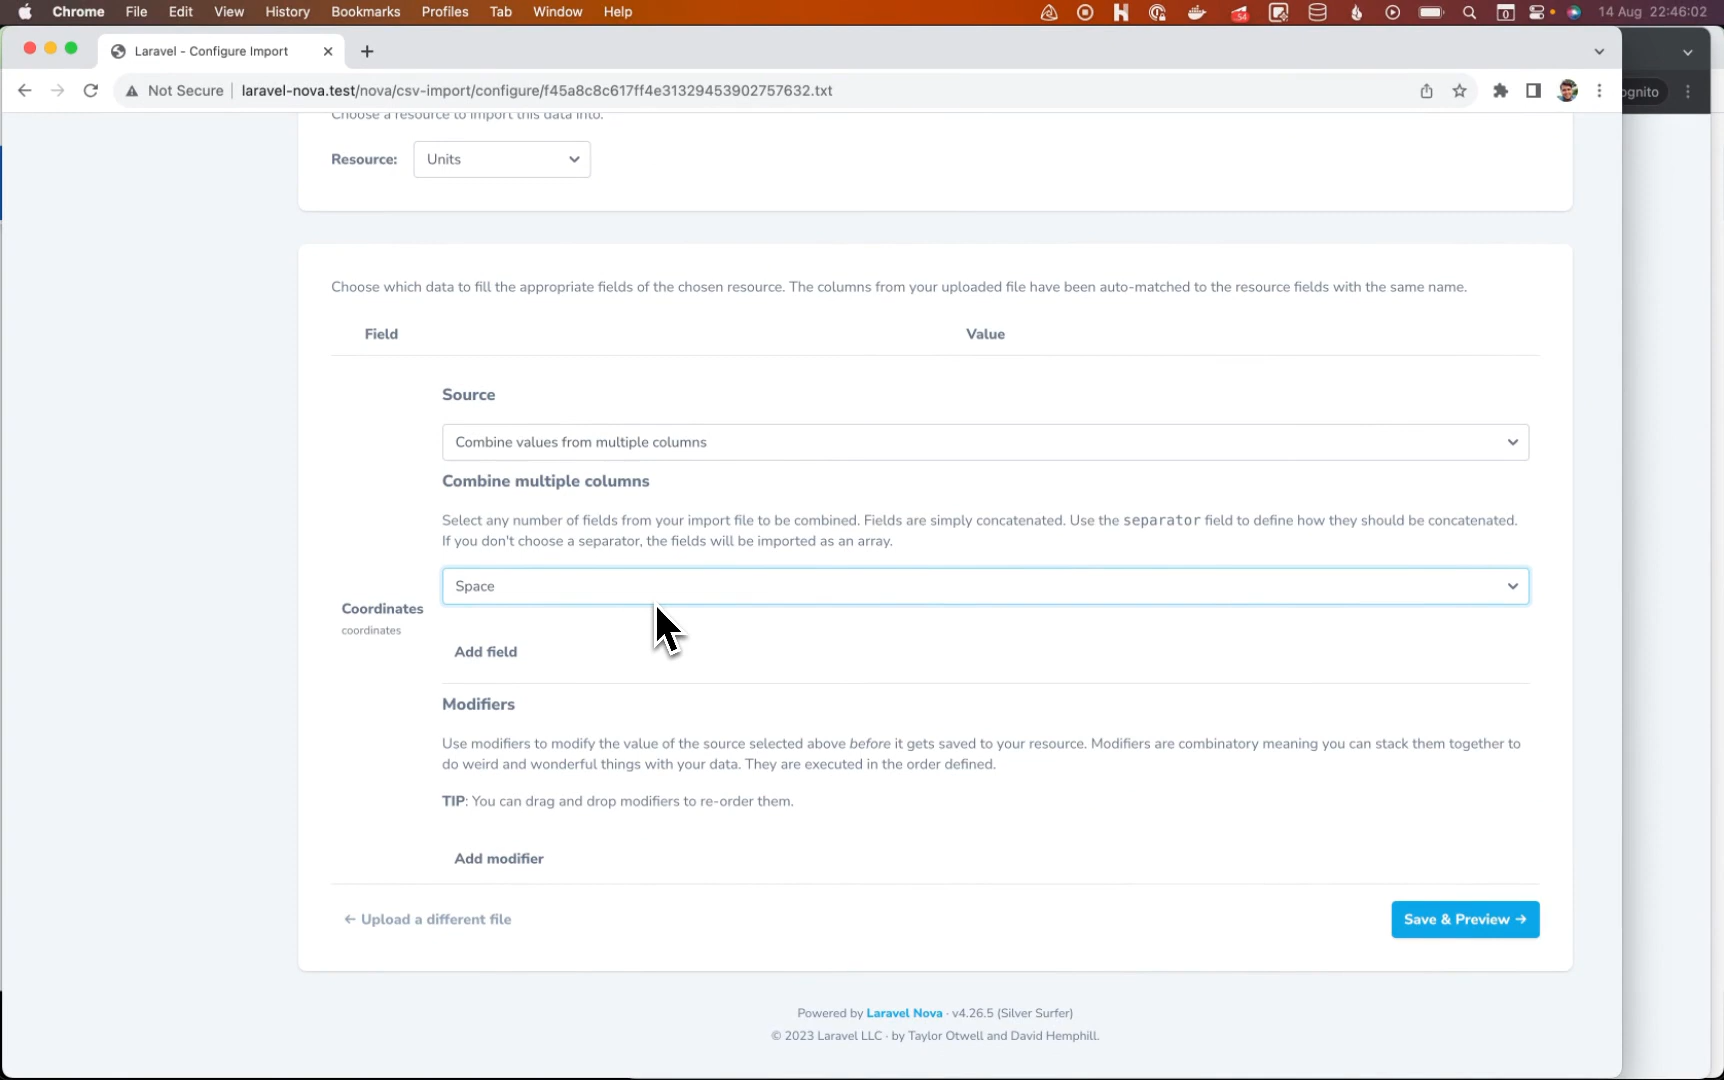 Chrome File Edit View History Bookmarks Profiles Tab Window Help 54 0 14 Aug 22:46:02
Laravel - Configure Import
Not Secure laravel-nova.test/nova/csv-import/configure/f45a8c8c617ff4e31329453902757632.txt ognito
Choose a resource to import this data into.
Resource: Units
Choose which data to fill the appropriate fields of the chosen resource. The columns from your uploaded file have been auto-matched to the resource fields with the same name.
Field Value
Source
Combine values from multiple columns
Combine multiple columns
Select any number of fields from your import file to be combined. Fields are simply concatenated. Use the separator field to define how they should be concatenated.
If you don't choose a separator, the fields will be imported as an array.
Space
Coordinates
coordinates
Add field
Modifiers
Use modifiers to modify the value of the source selected above before it gets saved to your resource. Modifiers are combinatory meaning you can stack them together to
do weird and wonderful things with your data. They are executed in the order defined.
TIP: You can drag and drop modifiers to re-order them.
Add modifier
← Upload a different file
Save & Preview →
Powered by Laravel Nova · v4.26.5 (Silver Surfer)
© 2023 Laravel LLC · by Taylor Otwell and David Hemphill.